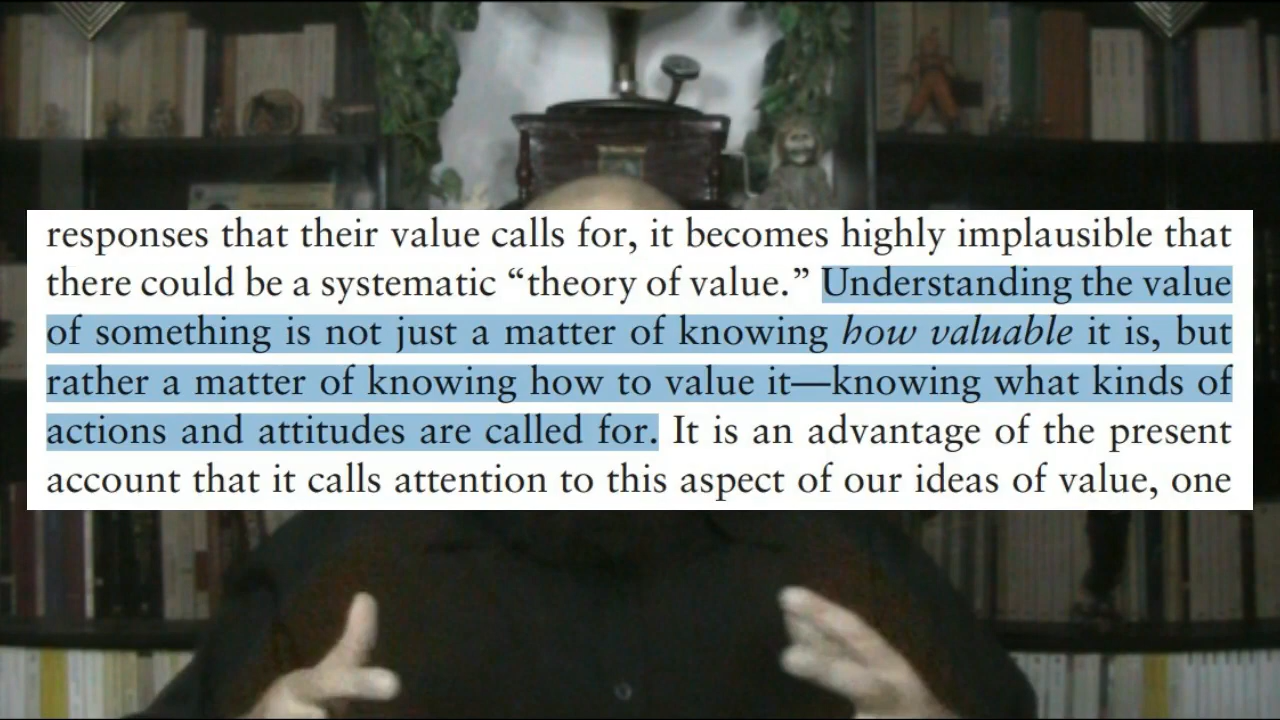 responses that their value calls for, it becomes highly implausible that
there could be a systematic “theory of value.” Understanding the value
of something is not just a matter of knowing how valuable it is, but
rather a matter of knowing how to value it—knowing what kinds of
actions and attitudes are called for. It is an advantage of the present
account that it calls attention to this aspect of our ideas of value, one